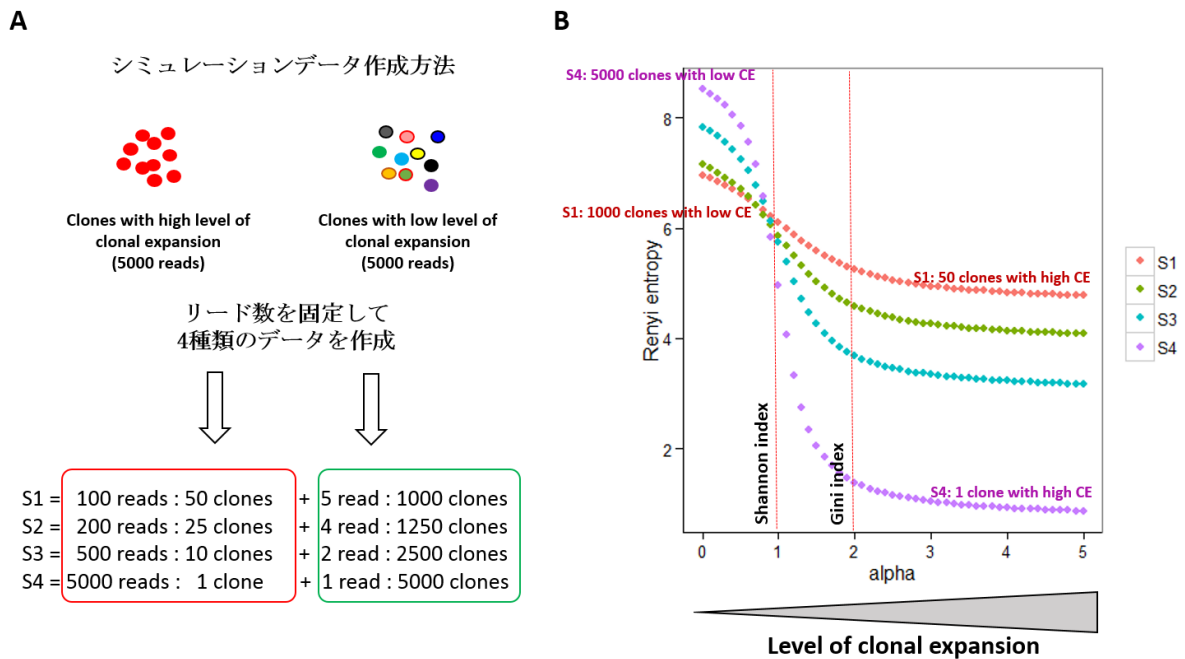 A
シミュレーションデータ作成方法
Clones with high level of
clonal expansion
(5000 reads)
Clones with low level of
clonal expansion
(5000 reads)
リード数を固定して
4種類のデータを作成
S1 = 100 reads : 50 clones + 5 read : 1000 clones
S2 = 200 reads : 25 clones + 4 read : 1250 clones
S3 = 500 reads : 10 clones + 2 read : 2500 clones
S4 = 5000 reads : 1 clone + 1 read : 5000 clones
B
S4: 5000 clones with low CE
S1: 1000 clones with low CE
S1: 50 clones with high CE
S4: 1 clone with high CE
Shannon index
Gini index
Renyi entropy
8
6
4
2
0 1 2 3 4 5
alpha
S1
S2
S3
S4
Level of clonal expansion